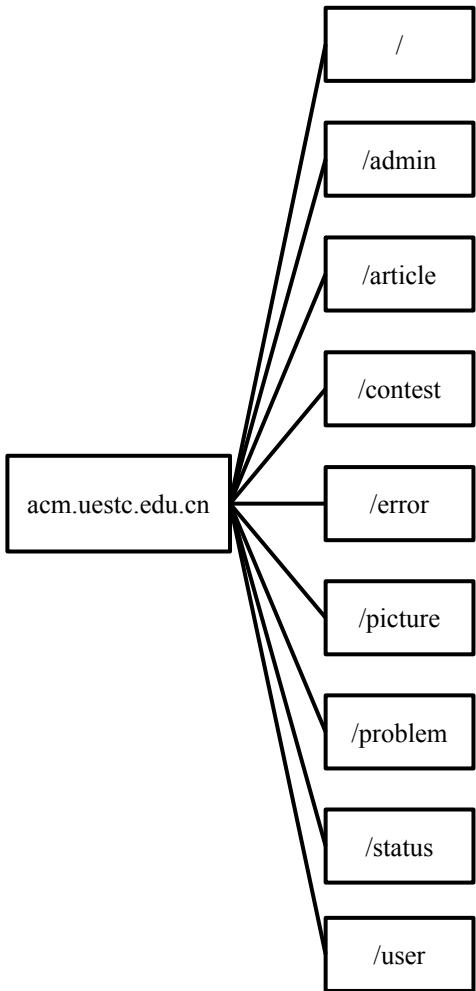 /
/admin
/article
/contest
acm.uestc.edu.cn
/error
/picture
/problem
/status
/user